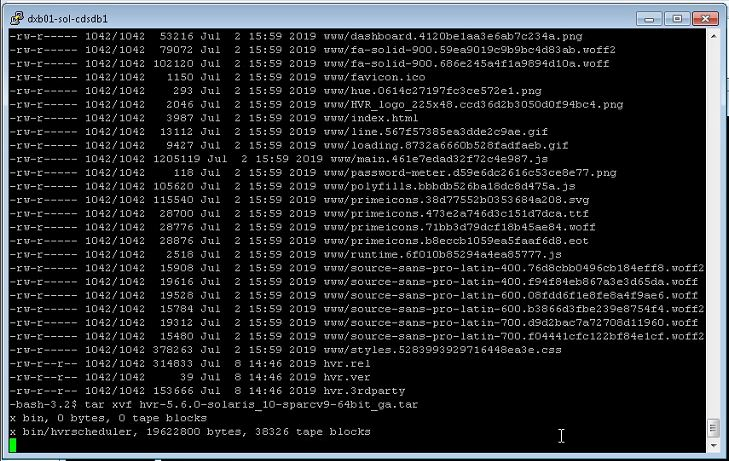 dxb01-sol-cdsdb1
-rw-r----- 1042/1042 53216 Jul 2 15:59 2019 www/dashboard.4120be1aa3e6ab7c234a.png
-rw-r----- 1042/1042 79072 Jul 2 15:59 2019 www/fa-solid-900.59ea9019c9b9bc4d83ab.woff2
-rw-r----- 1042/1042 102120 Jul 2 15:59 2019 www/fa-solid-900.686e245a4f1a9894d10a.woff
-rw-r----- 1042/1042 1150 Jul 2 15:59 2019 www/favicon.ico
-rw-r----- 1042/1042 293 Jul 2 15:59 2019 www/hue.0614c27197fc3ce572e1.png
-rw-r----- 1042/1042 2046 Jul 2 15:59 2019 www/HVR_logo_225x48.ccd36d2b3050d0f94bc4.png
-rw-r----- 1042/1042 3987 Jul 2 15:59 2019 www/index.html
-rw-r----- 1042/1042 13112 Jul 2 15:59 2019 www/line.567f57385ea3dde2c9ae.gif
-rw-r----- 1042/1042 9427 Jul 2 15:59 2019 www/loading.8732a6660b528fadfaeb.gif
-rw-r----- 1042/1042 1205119 Jul 2 15:59 2019 www/main.461e7edad32f72c4e987.js
-rw-r----- 1042/1042 118 Jul 2 15:59 2019 www/password-meter.d59e6dc2616c53ce8e77.png
-rw-r----- 1042/1042 105620 Jul 2 15:59 2019 www/polyfills.bbbdb526ba18dc8d475a.js
-rw-r----- 1042/1042 115540 Jul 2 15:59 2019 www/primeicons.38d77552b0353684a208.svg
-rw-r----- 1042/1042 28700 Jul 2 15:59 2019 www/primeicons.473e2a746d3c151d7dca.ttf
-rw-r----- 1042/1042 28776 Jul 2 15:59 2019 www/primeicons.71bb3d79dcf18b45ae84.woff
-rw-r----- 1042/1042 28876 Jul 2 15:59 2019 www/primeicons.b8eccb1059ea5faaf6d8.eot
-rw-r----- 1042/1042 2518 Jul 2 15:59 2019 www/runtime.6f010b85294a4ea85777.js
-rw-r----- 1042/1042 15908 Jul 2 15:59 2019 www/source-sans-pro-latin-400.76d8cbb0496cb184eff8.woff2
-rw-r----- 1042/1042 19616 Jul 2 15:59 2019 www/source-sans-pro-latin-400.f94f84eb867a3e3d65da.woff
-rw-r----- 1042/1042 19528 Jul 2 15:59 2019 www/source-sans-pro-latin-600.08fdd6f1e8fe8a4f9ae6.woff
-rw-r----- 1042/1042 15784 Jul 2 15:59 2019 www/source-sans-pro-latin-600.b3866d3fbe239e8754f4.woff2
-rw-r----- 1042/1042 19312 Jul 2 15:59 2019 www/source-sans-pro-latin-700.d9d2bac7a72708d11960.woff
-rw-r----- 1042/1042 15480 Jul 2 15:59 2019 www/source-sans-pro-latin-700.f04441cfc122bf84e1cf.woff2
-rw-r----- 1042/1042 378263 Jul 2 15:59 2019 www/styles.5283993929716448ea3e.css
-rw-r--r-- 1042/1042 314833 Jul 8 14:46 2019 hvr.rel
-rw-r--r-- 1042/1042 39 Jul 8 14:46 2019 hvr.ver
-rw-r--r-- 1042/1042 153666 Jul 8 14:46 2019 hvr.3rdparty
-bash-3.2$ tar xvf hvr-5.6.0-solaris_10-sparcv9-64bit_ga.tar
x bin, 0 bytes, 0 tape blocks
x bin/hvrscheduler, 19622800 bytes, 38326 tape blocks